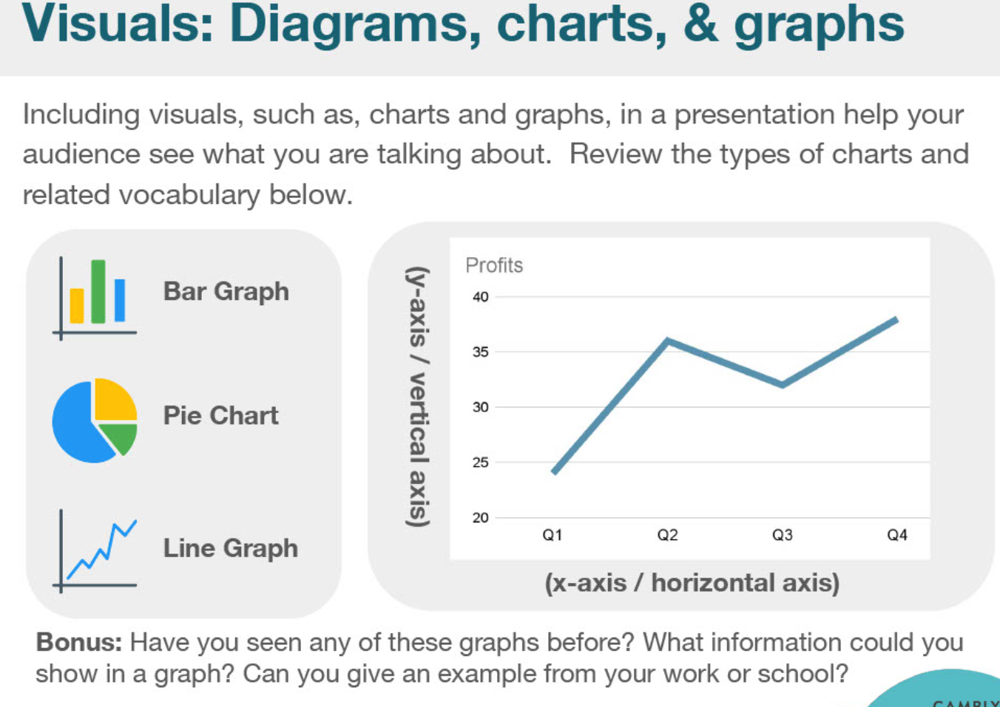 Visuals: Diagrams, charts, & graphs
Including visuals, such as, charts and graphs, in a presentation help your
audience see what you are talking about.  Review the types of charts and
related vocabulary below.
Bar Graph
Pie Chart
Line Graph
(y-axis / vertical axis)
Profits
40
35
30
25
20
Q1 Q2 Q3 Q4
(x-axis / horizontal axis)
Bonus: Have you seen any of these graphs before? What information could you
show in a graph? Can you give an example from your work or school?
CAMBLY